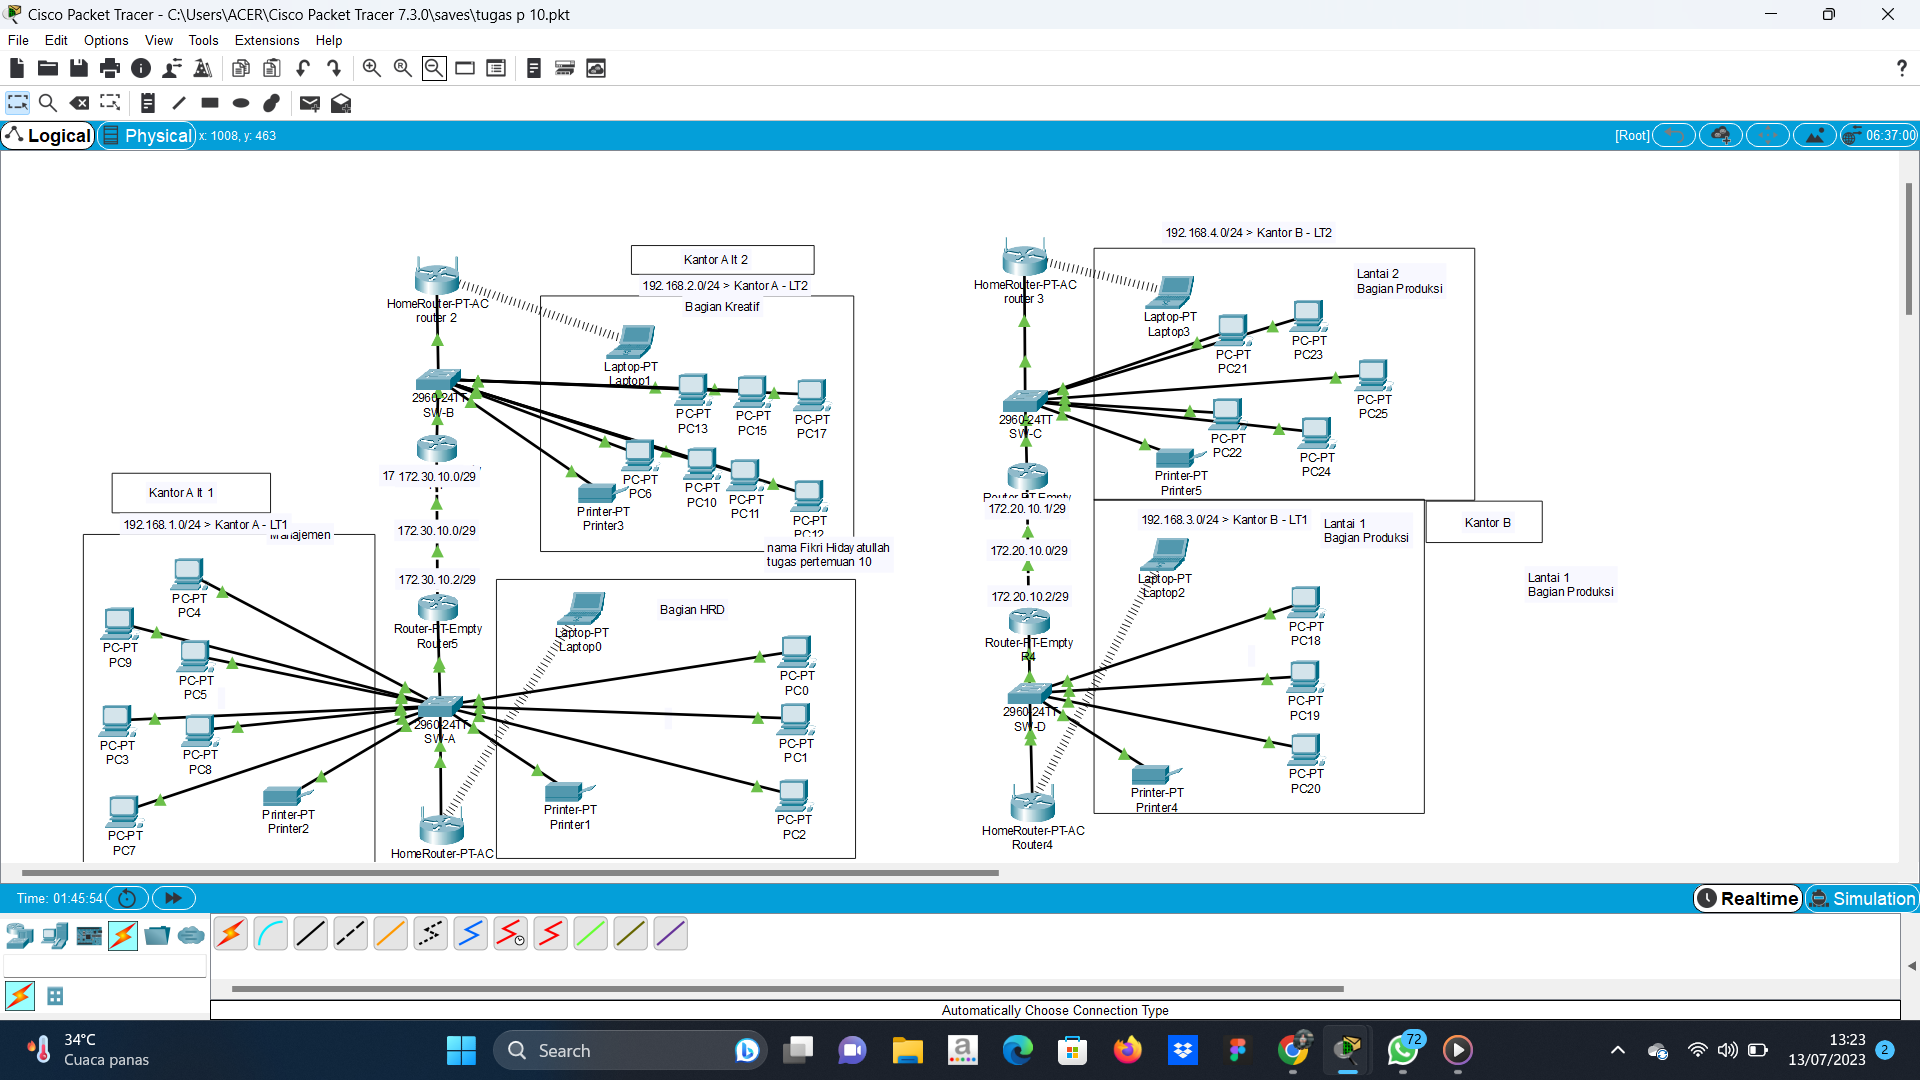 Cisco Packet Tracer - C:\Users\ACER\Cisco Packet Tracer 7.3.0\saves\tugas p 10.pkt
File Edit Options View Tools Extensions Help
Logical Physical x: 1008, y: 463 [Root] 06:37:00
Kantor A lt 2
192.168.2.0/24 > Kantor A - LT2
Bagian Kreatif
HomeRouter-PT-AC
router 2
Laptop-PT
Laptop1
2960-24TT
SW-B
PC-PT
PC13
PC-PT
PC15
PC-PT
PC17
PC-PT
PC6
PC-PT
PC10
PC-PT
PC11
PC-PT
PC12
Printer-PT
Printer3
17 172.30.10.0/29
172.30.10.0/29
172.30.10.2/29
Router-PT-Empty
Router5
nama Fikri Hidayatullah
tugas pertemuan 10
Kantor A lt 1
192.168.1.0/24 > Kantor A - LT1
Manajemen
PC-PT
PC4
PC-PT
PC9
PC-PT
PC5
PC-PT
PC3
PC-PT
PC8
PC-PT
PC7
Printer-PT
Printer2
2960-24TT
SW-A
HomeRouter-PT-AC
Bagian HRD
Laptop-PT
Laptop0
PC-PT
PC0
PC-PT
PC1
PC-PT
PC2
Printer-PT
Printer1
192.168.4.0/24 > Kantor B - LT2
Lantai 2
Bagian Produksi
HomeRouter-PT-AC
router 3
Laptop-PT
Laptop3
PC-PT
PC21
PC-PT
PC23
PC-PT
PC25
PC-PT
PC22
PC-PT
PC24
Printer-PT
Printer5
2960-24TT
SW-C
Router-PT-Empty
172.20.10.1/29
172.20.10.0/29
172.20.10.2/29
Router-PT-Empty
R4
192.168.3.0/24 > Kantor B - LT1
Lantai 1
Bagian Produksi
Kantor B
Lantai 1
Bagian Produksi
Laptop-PT
Laptop2
PC-PT
PC18
PC-PT
PC19
PC-PT
PC20
2960-24TT
SW-D
Printer-PT
Printer4
HomeRouter-PT-AC
Router4
Time: 01:45:54 Realtime Simulation
Automatically Choose Connection Type
34°C
Cuaca panas
Search
72
13:23
13/07/2023
2